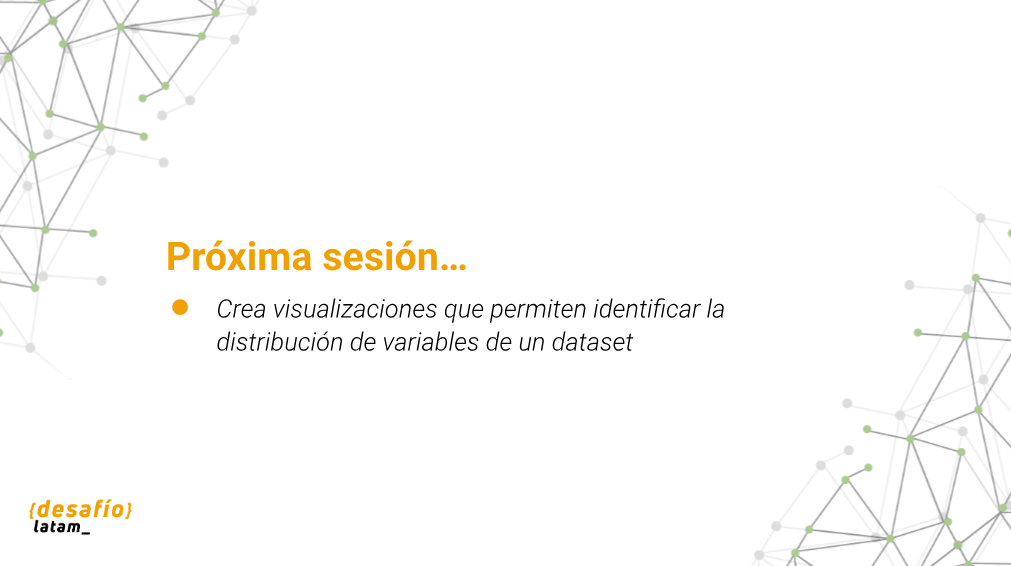 Próxima sesión...
● Crea visualizaciones que permiten identificar la
distribución de variables de un dataset
{desafío}
latam_